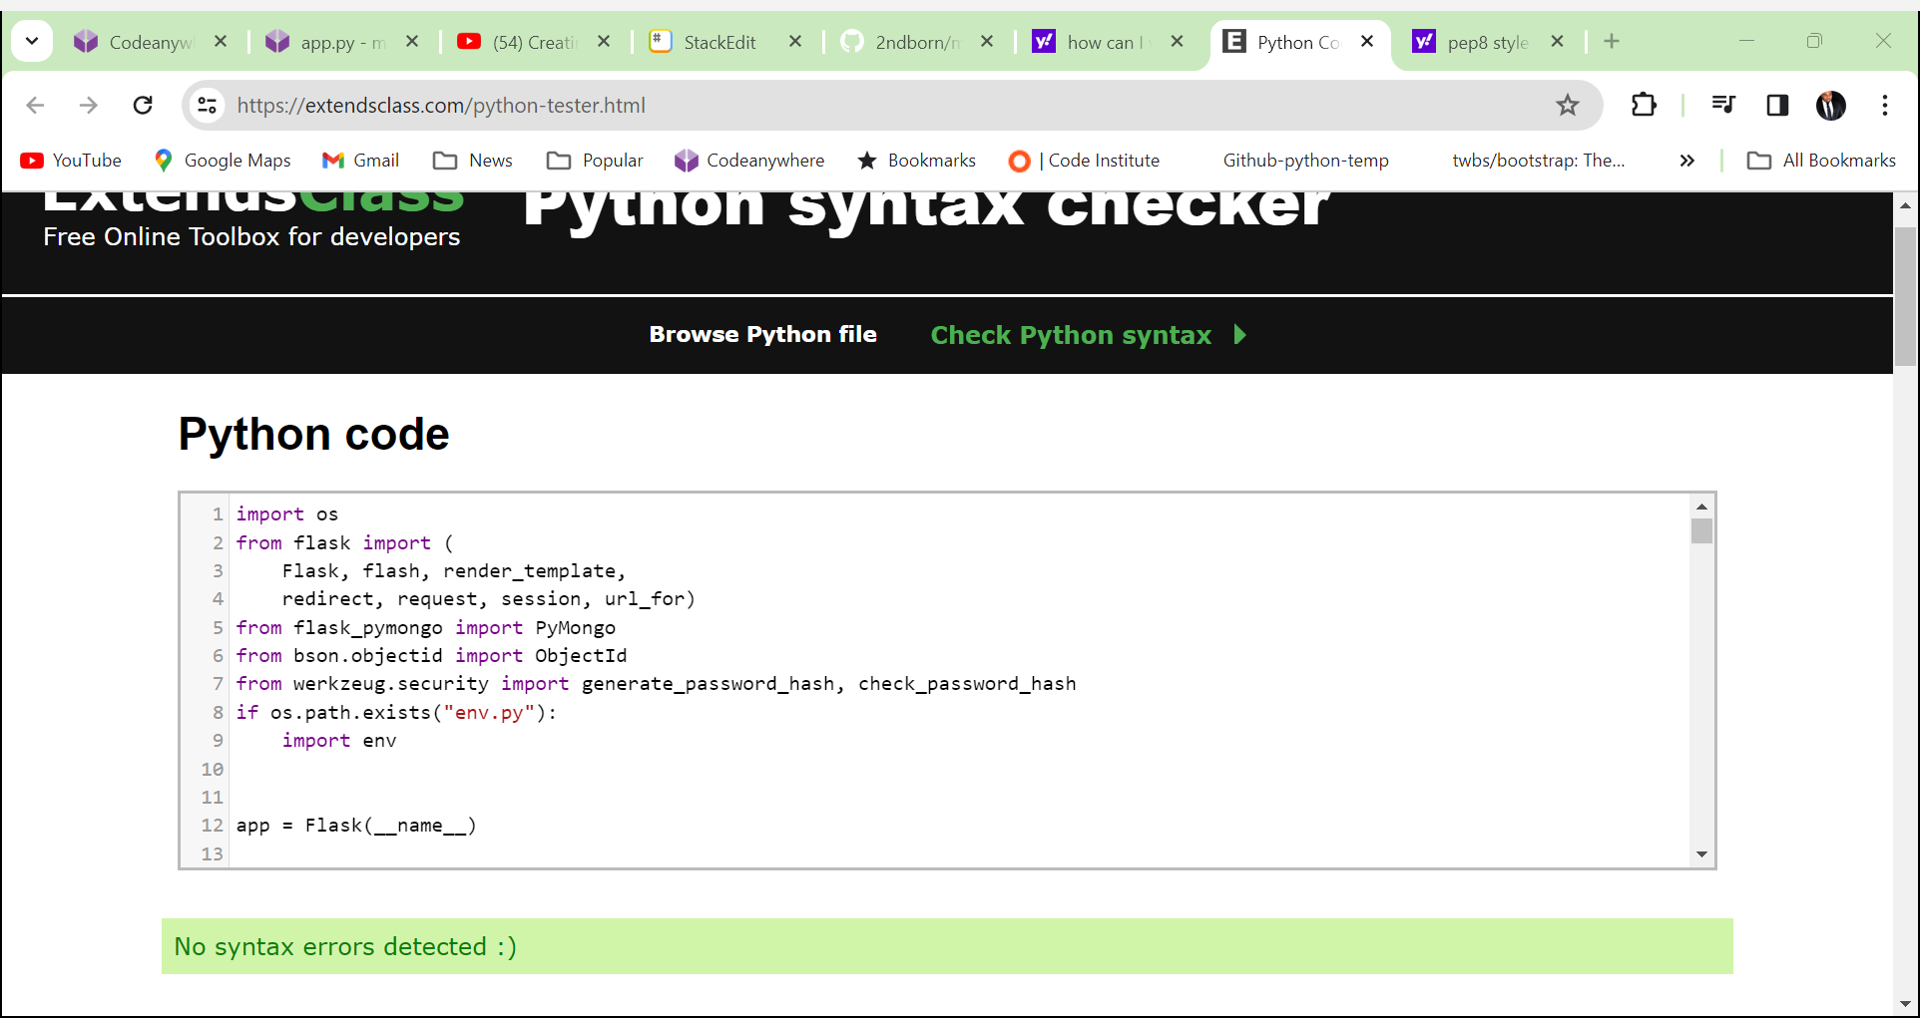 Codeanyw
app.py - m
(54) Creatin
StackEdit
2ndborn/m
how can I
Python Co
pep8 style
https://extendsclass.com/python-tester.html
YouTube
Google Maps
Gmail
News
Popular
Codeanywhere
Bookmarks
| Code Institute
Github-python-temp
twbs/bootstrap: The...
All Bookmarks
ExtendsClass
Python syntax checker
Free Online Toolbox for developers
Browse Python file
Check Python syntax
Python code
1 import os
2 from flask import (
3     Flask, flash, render_template,
4     redirect, request, session, url_for)
5 from flask_pymongo import PyMongo
6 from bson.objectid import ObjectId
7 from werkzeug.security import generate_password_hash, check_password_hash
8 if os.path.exists("env.py"):
9     import env
10
11
12 app = Flask(__name__)
13
No syntax errors detected :)